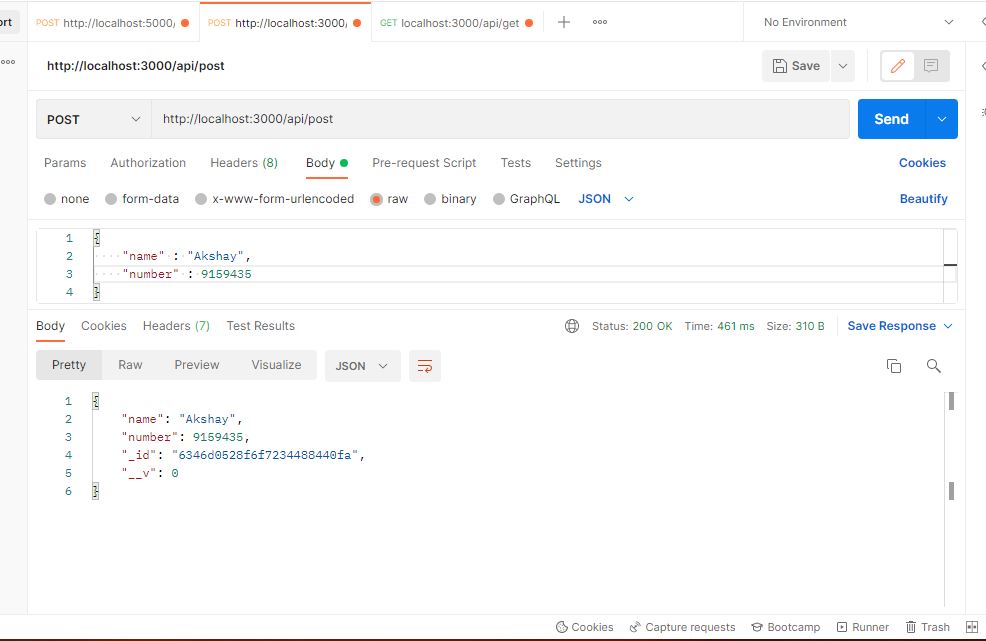 ort POST http://localhost:5000/ POST http://localhost:3000/ GET localhost:3000/api/get No Environment
http://localhost:3000/api/post Save
POST http://localhost:3000/api/post Send
Params Authorization Headers (8) Body Pre-request Script Tests Settings Cookies
none form-data x-www-form-urlencoded raw binary GraphQL JSON Beautify
1 {
2 "name" : "Akshay",
3 "number" : 9159435
4 }
Body Cookies Headers (7) Test Results Status: 200 OK Time: 461 ms Size: 310 B Save Response
Pretty Raw Preview Visualize JSON
1 {
2 "name": "Akshay",
3 "number": 9159435,
4 "_id": "6346d0528f6f7234488440fa",
5 "__v": 0
6 }
Cookies Capture requests Bootcamp Runner Trash